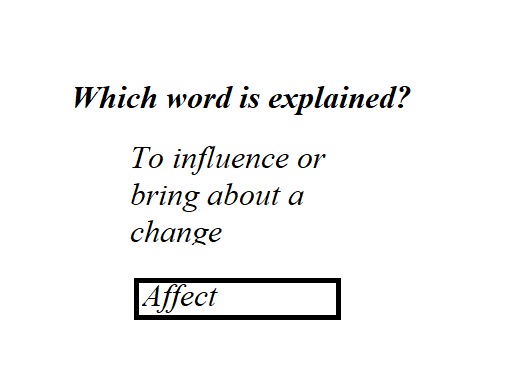 Which word is explained?
To influence or
bring about a
change
Affect